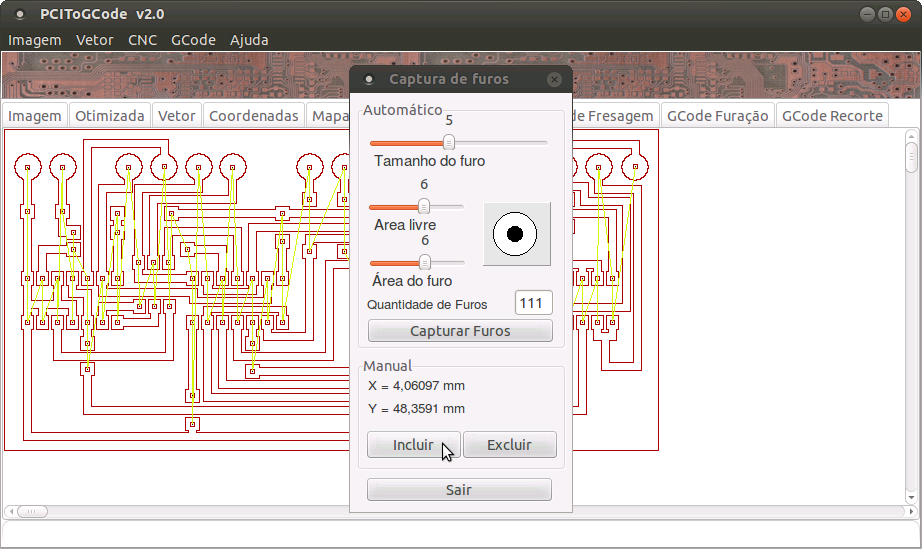 PCIToGCode v2.0
Imagem Vetor CNC GCode Ajuda
Captura de furos
Imagem Otimizada Vetor Coordenadas Mapa de Fresagem GCode Furação GCode Recorte
Automático
5
Tamanho do furo
6
Area livre
6
Área do furo
Quantidade de Furos 111
Capturar Furos
Manual
X = 4,06097 mm
Y = 48,3591 mm
Incluir Excluir
Sair